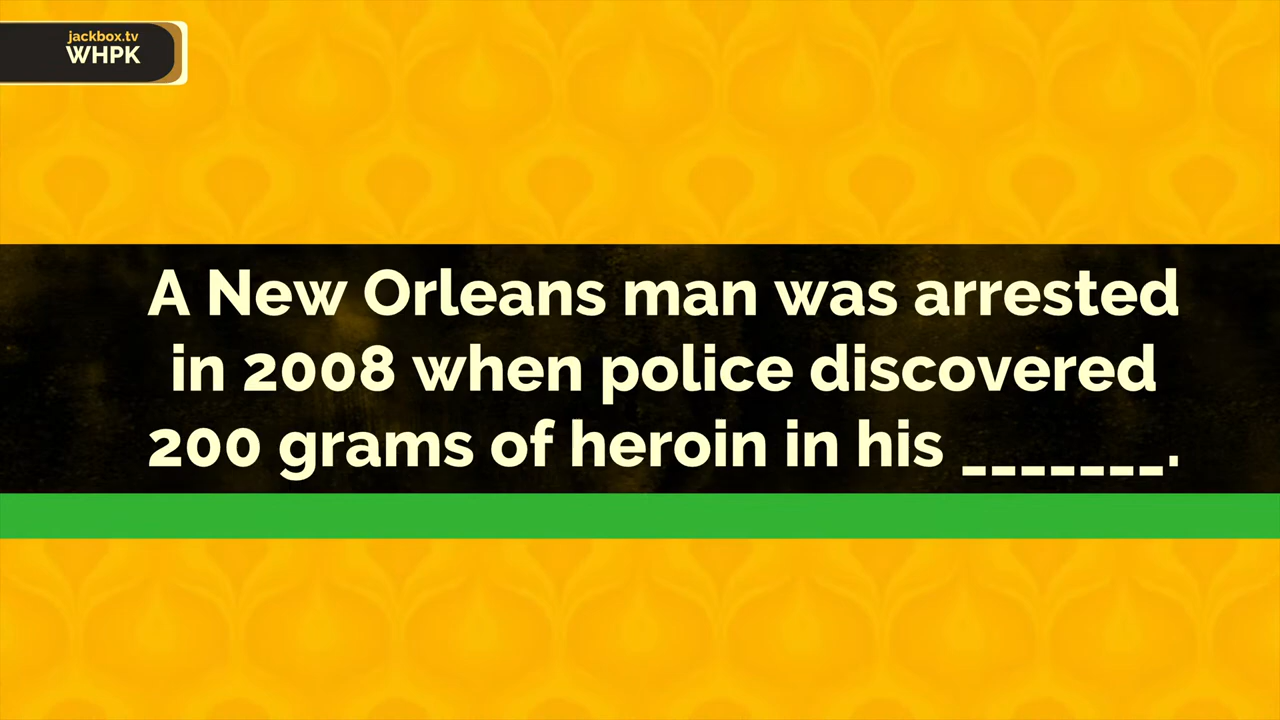 jackbox.tv
WHPK
A New Orleans man was arrested
in 2008 when police discovered
200 grams of heroin in his _______.